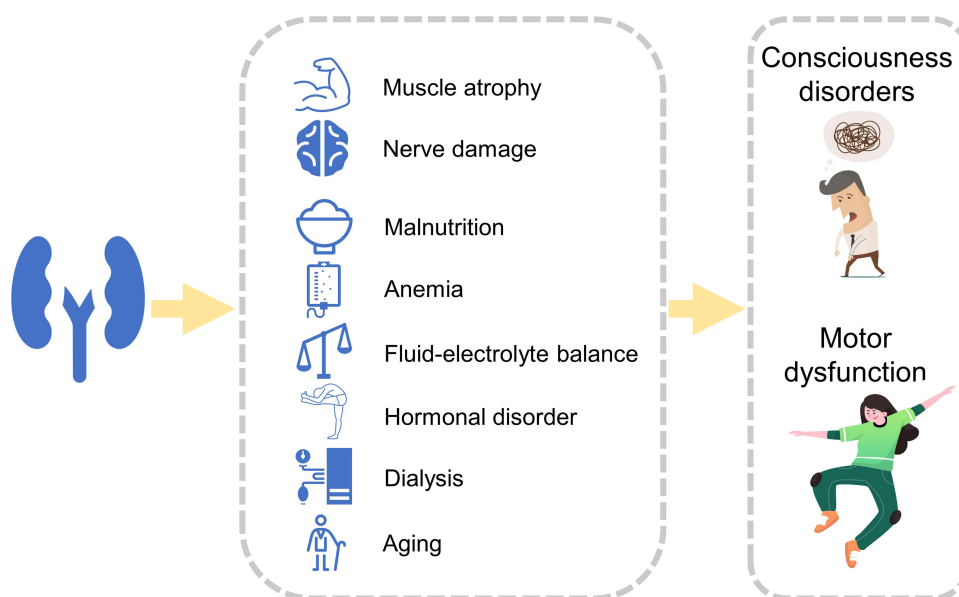 Muscle atrophy
Nerve damage
Malnutrition
Anemia
Fluid-electrolyte balance
Hormonal disorder
Dialysis
Aging
Consciousness
disorders
Motor
dysfunction